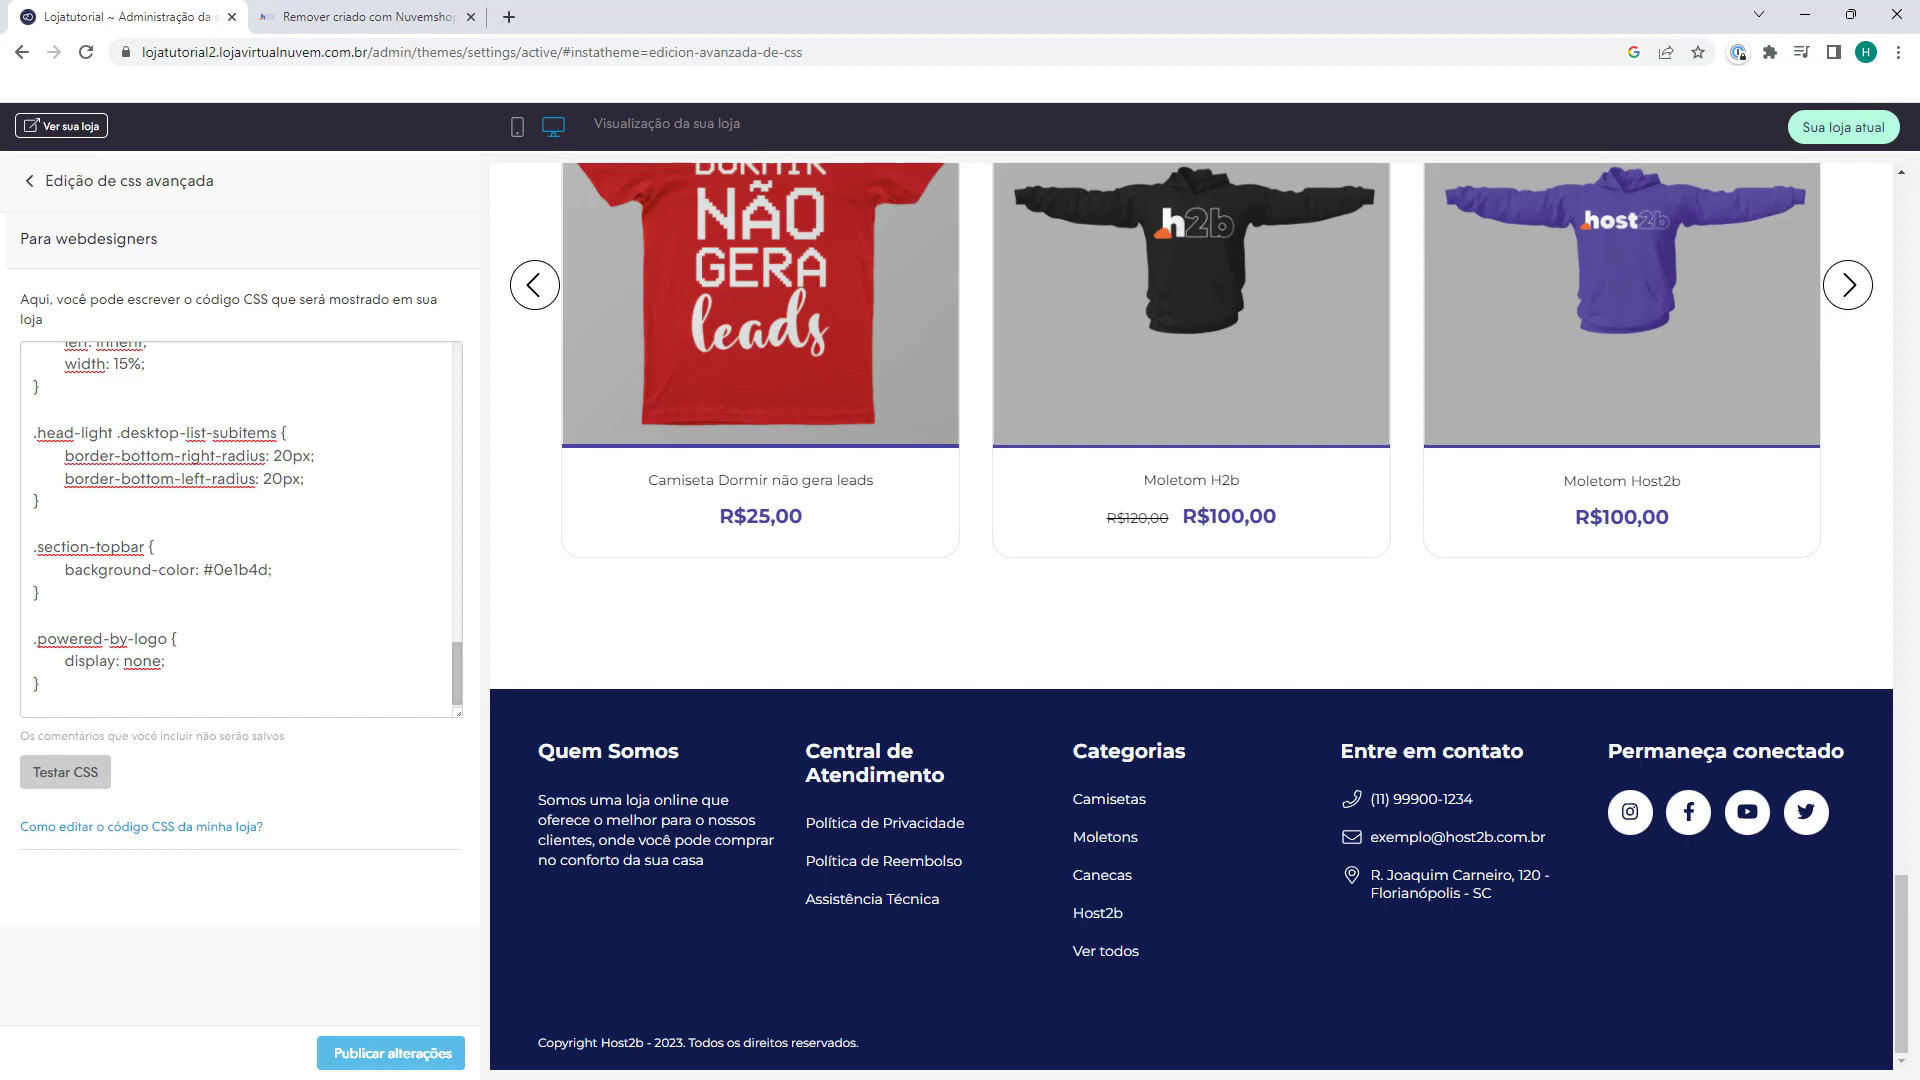 Lojatutorial ~ Administração da s
Remover criado com Nuvemshop
lojatutorial2.lojavirtualnuvem.com.br/admin/themes/settings/active/#instatheme=edicion-avanzada-de-css
H
Ver sua loja
Visualização da sua loja
Sua loja atual
Edição de css avançada
Para webdesigners
Aqui, você pode escrever o código CSS que será mostrado em sua
loja
left: inherit;
width: 15%;
}
.head-light .desktop-list-subitems {
border-bottom-right-radius: 20px;
border-bottom-left-radius: 20px;
}
.section-topbar {
background-color: #0e1b4d;
}
.powered-by-logo {
display: none;
}
Os comentários que você incluir não serão salvos
Testar CSS
Como editar o código CSS da minha loja?
Publicar alterações
DORMIR
NÃO
GERA
leads
h2b
host2b
Camiseta Dormir não gera leads
R$25,00
Moletom H2b
R$120,00 R$100,00
Moletom Host2b
R$100,00
Quem Somos
Somos uma loja online que
oferece o melhor para o nossos
clientes, onde você pode comprar
no conforto da sua casa
Central de
Atendimento
Política de Privacidade
Política de Reembolso
Assistência Técnica
Categorias
Camisetas
Moletons
Canecas
Host2b
Ver todos
Entre em contato
(11) 99900-1234
exemplo@host2b.com.br
R. Joaquim Carneiro, 120 -
Florianópolis - SC
Permaneça conectado
Copyright Host2b - 2023. Todos os direitos reservados.